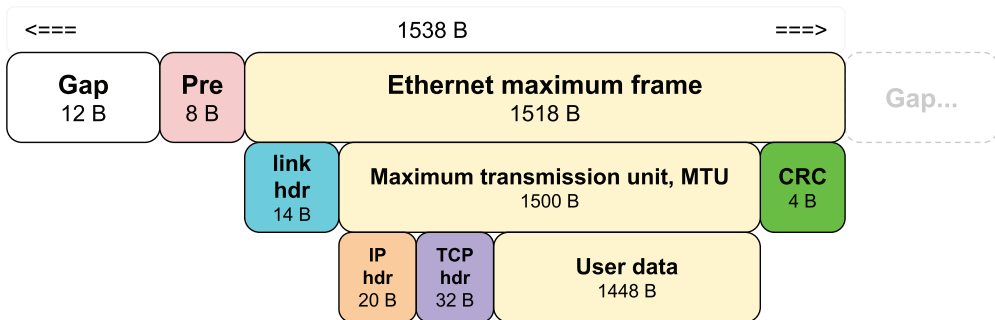 <=== 1538 B ===>
Gap
12 B
Pre
8 B
Ethernet maximum frame
1518 B
Gap...
link
hdr
14 B
Maximum transmission unit, MTU
1500 B
CRC
4 B
IP
hdr
20 B
TCP
hdr
32 B
User data
1448 B